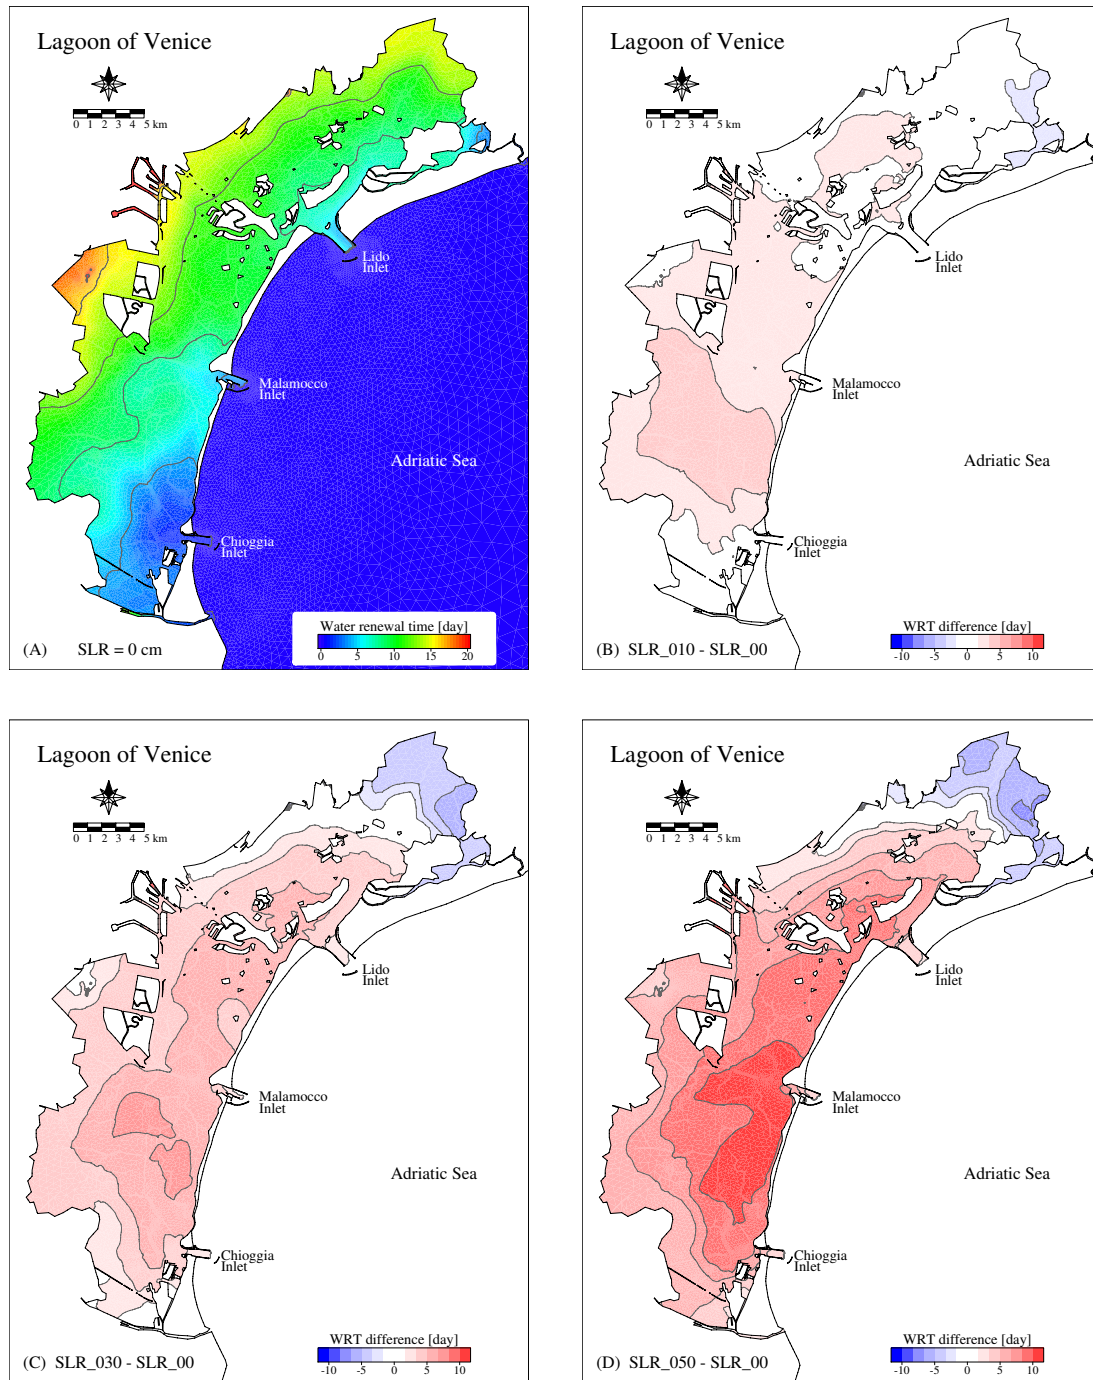 Lagoon of Venice
0 1 2 3 4 5 km
Lido
Inlet
Malamocco
Inlet
Adriatic Sea
Chioggia
Inlet
Water renewal time [day]
0 5 10 15 20
(A) SLR = 0 cm
Lagoon of Venice
0 1 2 3 4 5 km
Lido
Inlet
Malamocco
Inlet
Adriatic Sea
Chioggia
Inlet
WRT difference [day]
-10 -5 0 5 10
(B) SLR_010 - SLR_00
Lagoon of Venice
0 1 2 3 4 5 km
Lido
Inlet
Malamocco
Inlet
Adriatic Sea
Chioggia
Inlet
WRT difference [day]
-10 -5 0 5 10
(C) SLR_030 - SLR_00
Lagoon of Venice
0 1 2 3 4 5 km
Lido
Inlet
Malamocco
Inlet
Adriatic Sea
Chioggia
Inlet
WRT difference [day]
-10 -5 0 5 10
(D) SLR_050 - SLR_00